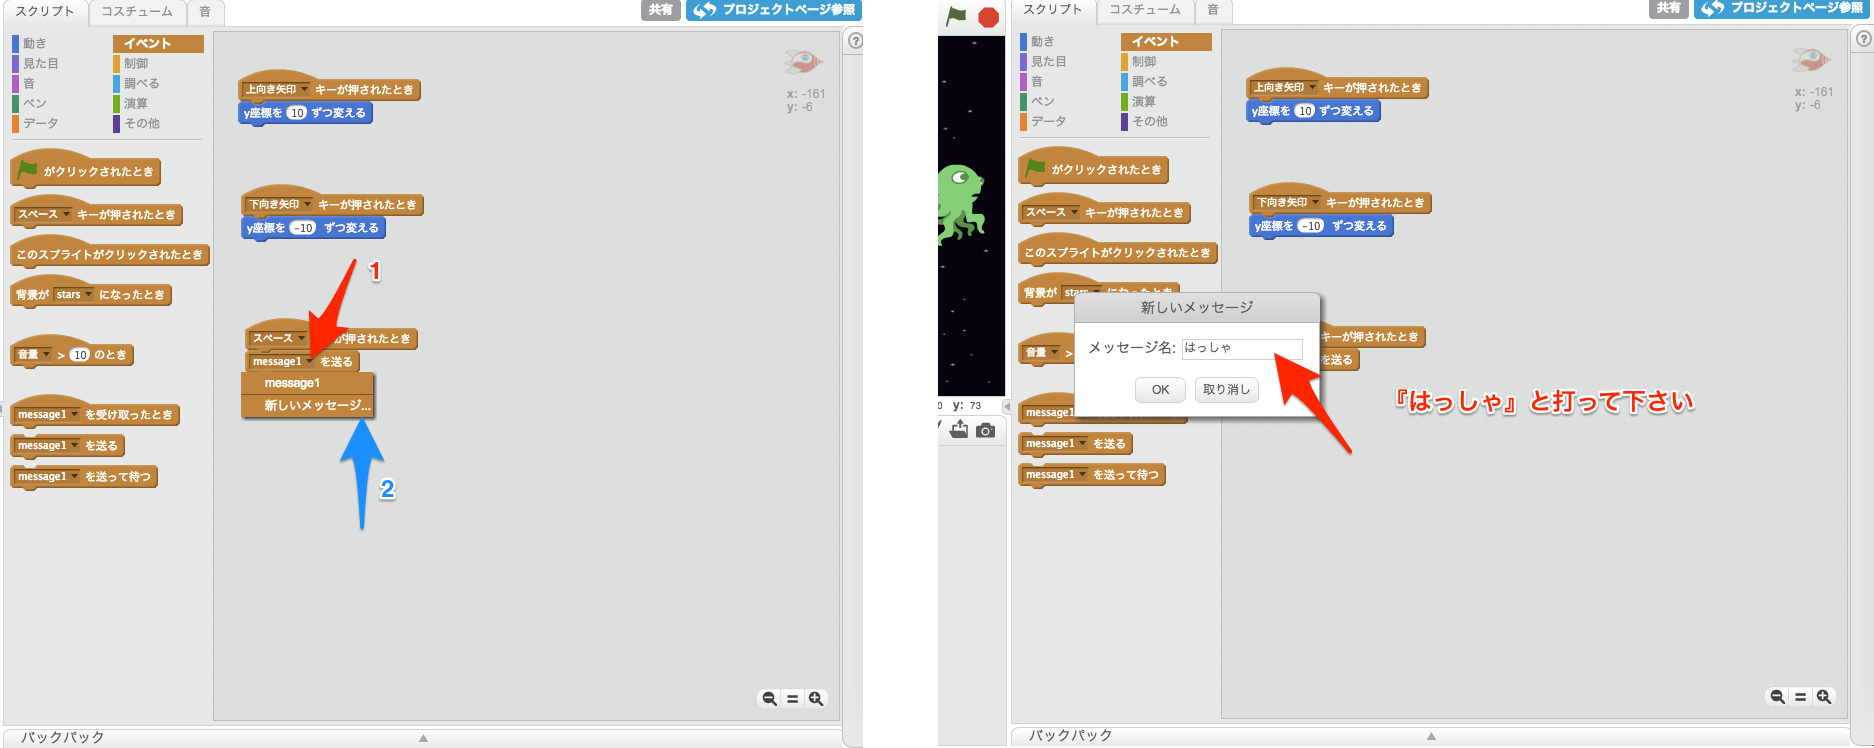 スクリプト コスチューム 音
共有 プロジェクトページ参照
動き イベント
見た目 制御
音 調べる
ペン 演算
データ その他
がクリックされたとき
スペース キーが押されたとき
このスプライトがクリックされたとき
背景が stars になったとき
音量 > 10 のとき
message1 を受け取ったとき
message1 を送る
message1 を送って待つ
上向き矢印 キーが押されたとき
y座標を 10 ずつ変える
下向き矢印 キーが押されたとき
y座標を -10 ずつ変える
1
スペース が押されたとき
message1 を送る
message1
新しいメッセージ...
2
x: -161
y: -6
?
バックパック
y: 73
スクリプト コスチューム 音
共有 プロジェクトページ参照
動き イベント
見た目 制御
音 調べる
ペン 演算
データ その他
がクリックされたとき
スペース キーが押されたとき
このスプライトがクリックされたとき
背景が
音量 >
message1
message1 を送る
message1 を送って待つ
上向き矢印 キーが押されたとき
y座標を 10 ずつ変える
下向き矢印 キーが押されたとき
y座標を -10 ずつ変える
キーが押されたとき
を送る
新しいメッセージ
メッセージ名: はっしゃ
OK 取り消し
『はっしゃ』と打って下さい
x: -161
y: -6
?
バックパック